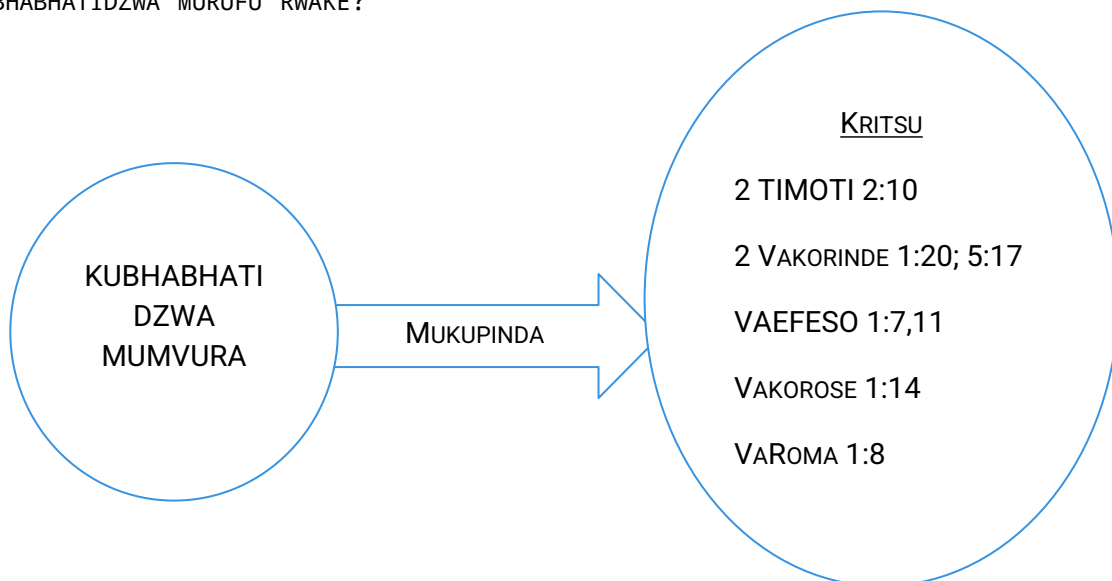 BHABHATIDZWA MURUFU RWAKE?
KRITSU
2 TIMOTI 2:10
2 VAKORINDE 1:20; 5:17
KUBHABHATI
DZWA
MUMVURA
MUKUPINDA
VAEFESO 1:7,11
VAKOROSE 1:14
VAROMA 1:8